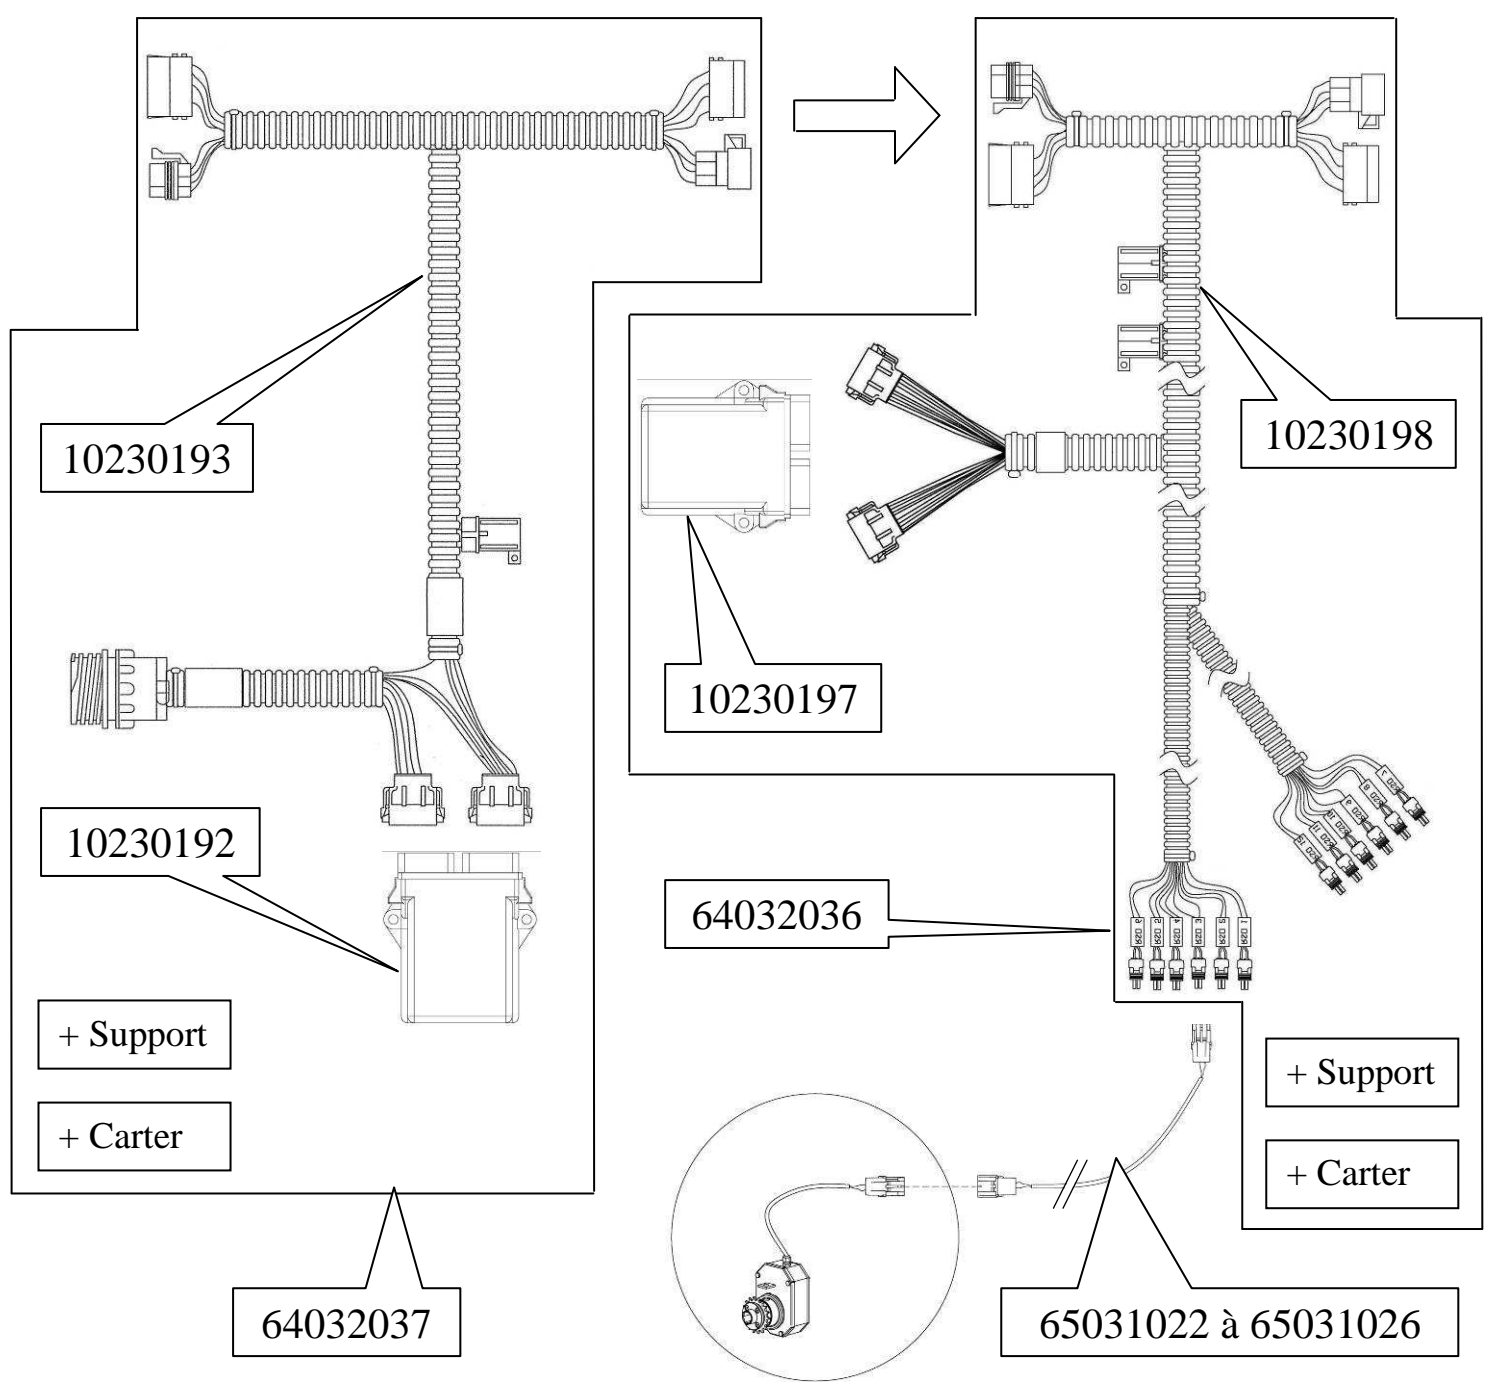 10230193
10230198
10230197
10230192
64032036
+ Support
+ Carter
+ Support
+ Carter
64032037
65031022 à 65031026